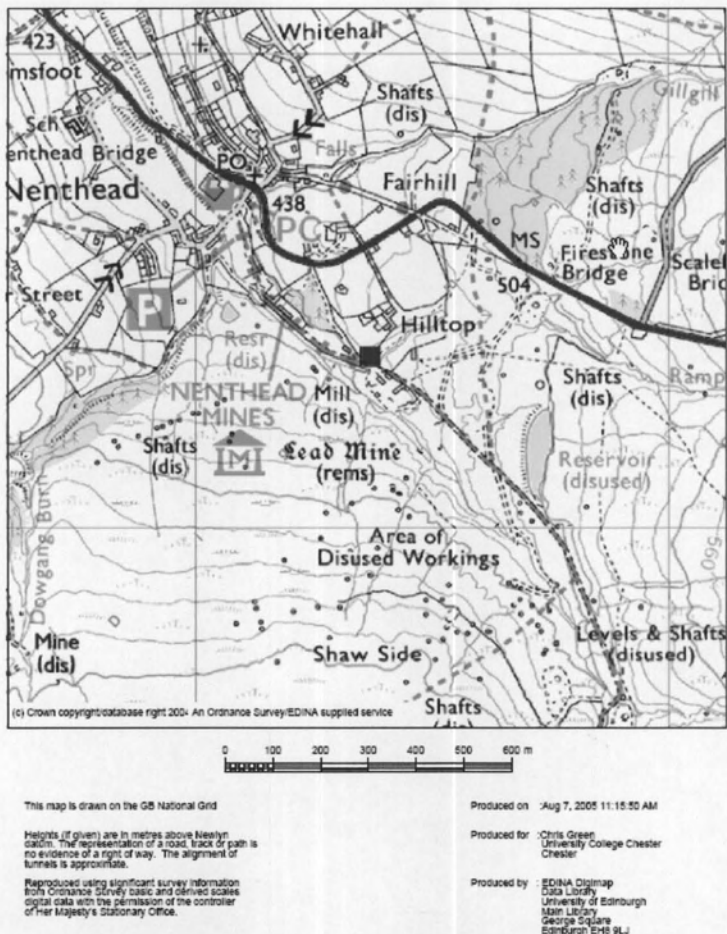 423
Whitehall
msfoot
Shafts
(dis)
Gillgill
Sch
enthead Bridge
PO
Falls
Nenthead
438
Fairhill
Shafts
(dis)
PC
MS
Bridge
504
Street
P
Hilltop
Resr
(dis)
Spr
NENTHEAD
MINES
Mill
(dis)
Shafts
(dis)
Ramp
Shafts
(dis)
M
Lead Mine
(rems)
Reservoir
(disused)
Area of
Disused Workings
Dowgang Burn
560
Mine
(dis)
Shaw Side
Levels & Shafts
(disused)
Shafts
(c) Crown copyright/database right 2004 An Ordnance Survey/EDINA supplied service
0 100 200 300 400 500 600 m
This map is drawn on the GB National Grid
Heights (if given) are in metres above Newlyn
datum. The representation of a road, track or path is
no evidence of a right of way. The alignment of
tunnels is approximate.
Reproduced using significant survey information
from Ordnance Survey basic and derived scales
digital data with the permission of the controller
of Her Majesty's Stationary Office.
Produced on :Aug 7, 2005 11:15:50 AM
Produced for :Chris Green
University College Chester
Chester
Produced by : EDINA Digimap
Data Library
University of Edinburgh
Main Library
George Square
Edinburgh EH8 9LJ